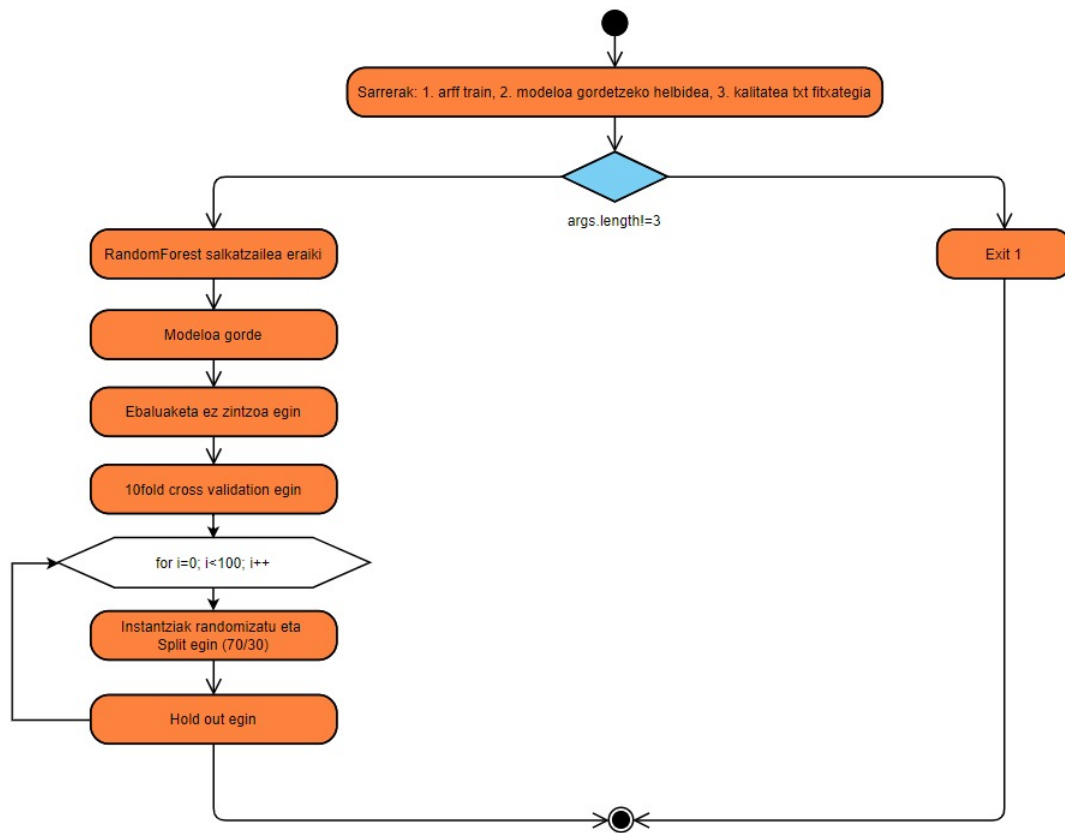 Sarrerak: 1. arff train, 2. modeloa gordetzeko helbidea, 3. kalitatea txt fitxategia
args.length!=3
RandomForest salkatzailea eraiki
Exit 1
Modeloa gorde
Ebaluaketa ez zintzoa egin
10fold cross validation egin
for i=0; i<100; i++
Instantziak randomizatu eta
Split egin (70/30)
Hold out egin